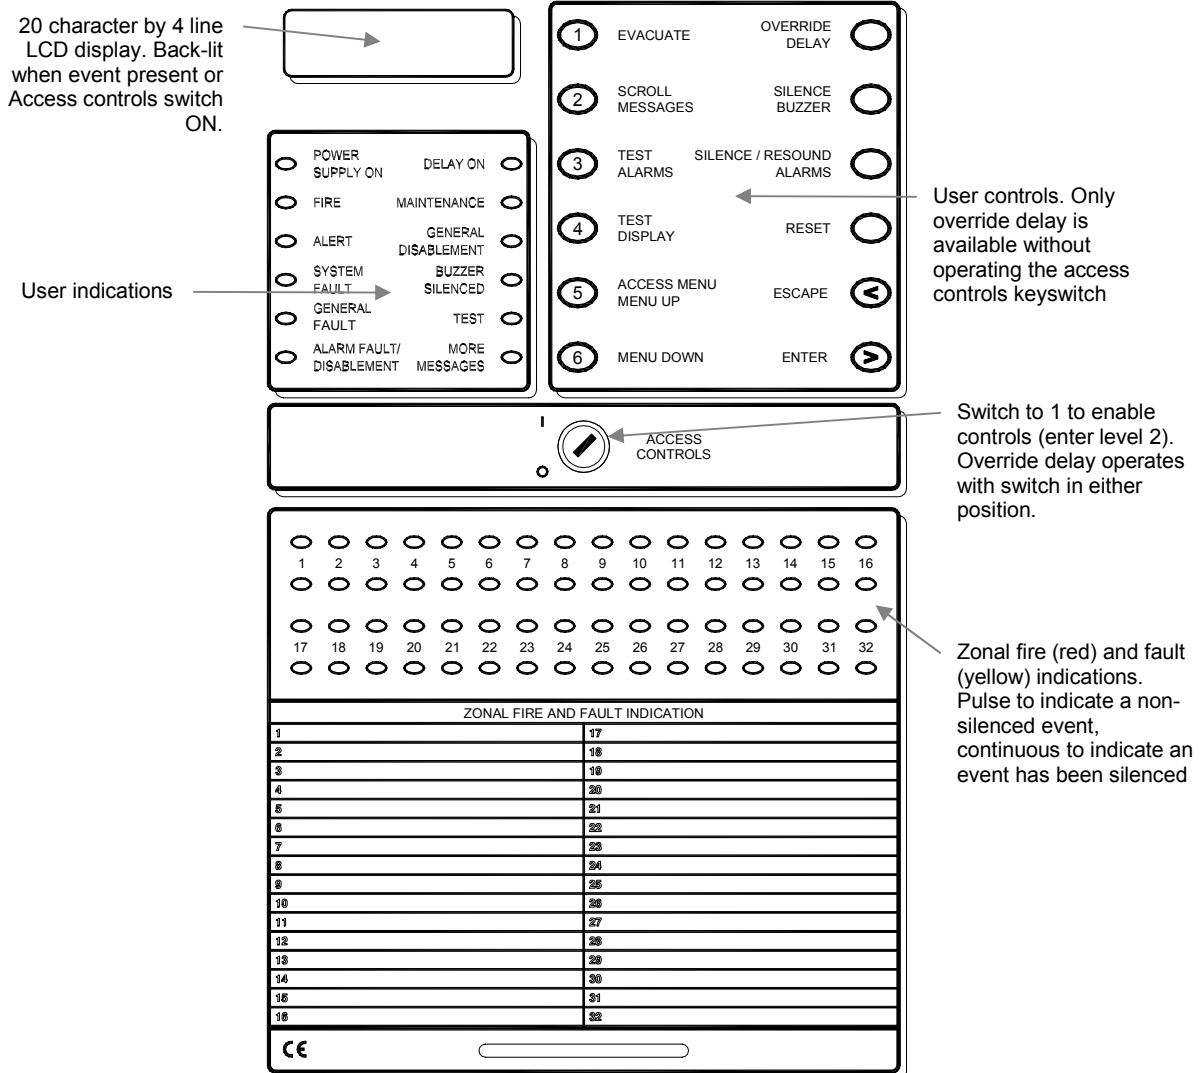 20 character by 4 line
LCD display. Back-lit
when event present or
Access controls switch
ON.
1 EVACUATE OVERRIDE
DELAY
2 SCROLL
MESSAGES SILENCE
BUZZER
3 TEST
ALARMS SILENCE / RESOUND
ALARMS
4 TEST
DISPLAY RESET
5 ACCESS MENU
MENU UP ESCAPE <
6 MENU DOWN ENTER >
User controls. Only
override delay is
available without
operating the access
controls keyswitch
User indications
POWER
SUPPLY ON DELAY ON
FIRE MAINTENANCE
ALERT GENERAL
DISABLEMENT
SYSTEM
FAULT BUZZER
SILENCED
GENERAL
FAULT TEST
ALARM FAULT/
DISABLEMENT MORE
MESSAGES
I
O
ACCESS
CONTROLS
Switch to 1 to enable
controls (enter level 2).
Override delay operates
with switch in either
position.
1 2 3 4 5 6 7 8 9 10 11 12 13 14 15 16
17 18 19 20 21 22 23 24 25 26 27 28 29 30 31 32
Zonal fire (red) and fault
(yellow) indications.
Pulse to indicate a non-
silenced event,
continuous to indicate an
event has been silenced
ZONAL FIRE AND FAULT INDICATION
1 17
2 18
3 19
4 20
5 21
6 22
7 23
8 24
9 25
10 26
11 27
12 28
13 29
14 30
15 31
16 32
CE